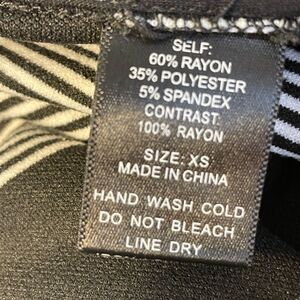 SELF:
60% RAYON
35% POLYESTER
5% SPANDEX
CONTRAST:
100% RAYON
SIZE: XS
MADE IN CHINA
HAND WASH COLD
DO NOT BLEACH
LINE DRY